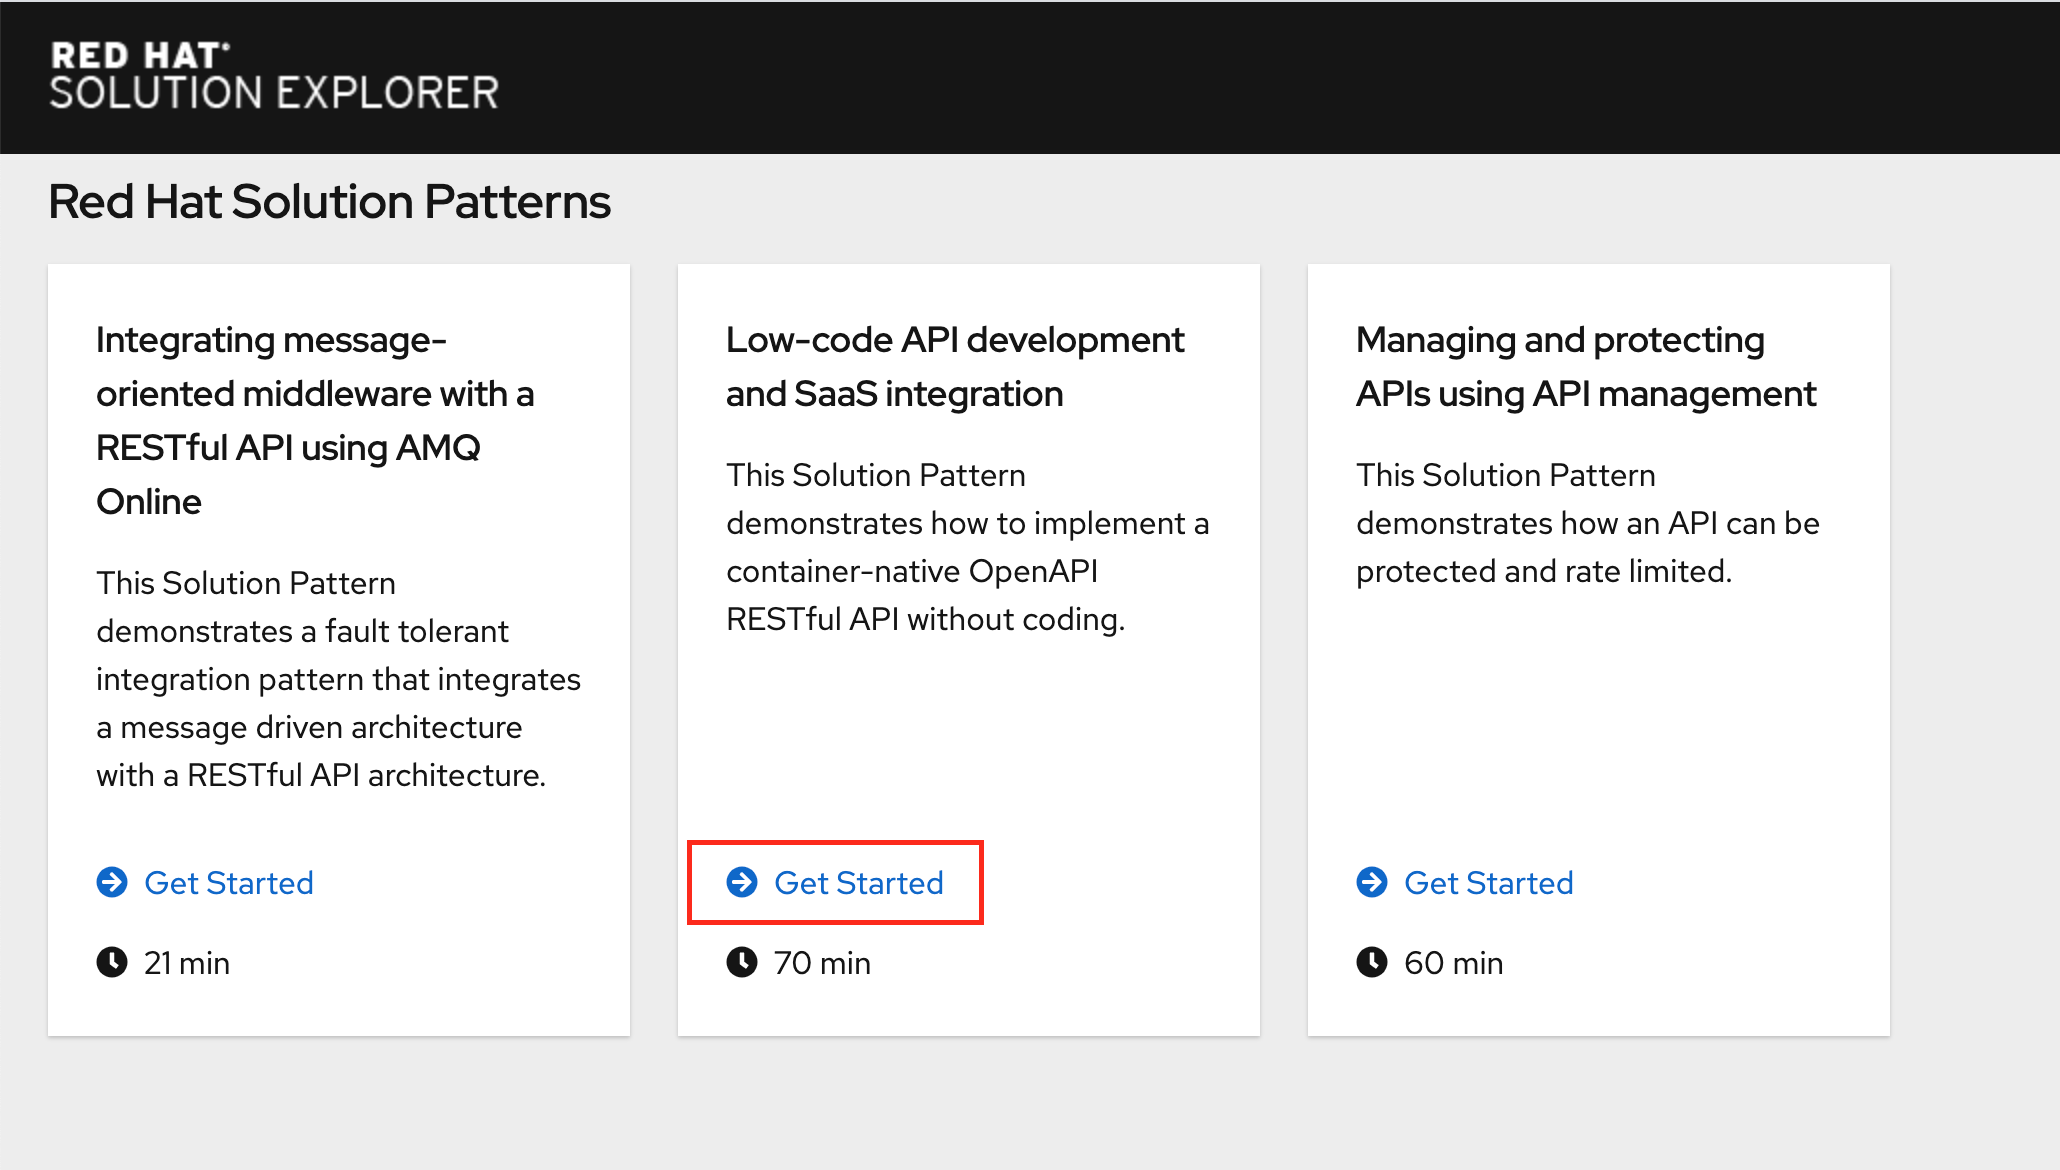 RED HAT®
SOLUTION EXPLORER
Red Hat Solution Patterns
Integrating message-
oriented middleware with a
RESTful API using AMQ
Online
This Solution Pattern
demonstrates a fault tolerant
integration pattern that integrates
a message driven architecture
with a RESTful API architecture.
Get Started
21 min
Low-code API development
and SaaS integration
This Solution Pattern
demonstrates how to implement a
container-native OpenAPI
RESTful API without coding.
Get Started
70 min
Managing and protecting
APIs using API management
This Solution Pattern
demonstrates how an API can be
protected and rate limited.
Get Started
60 min